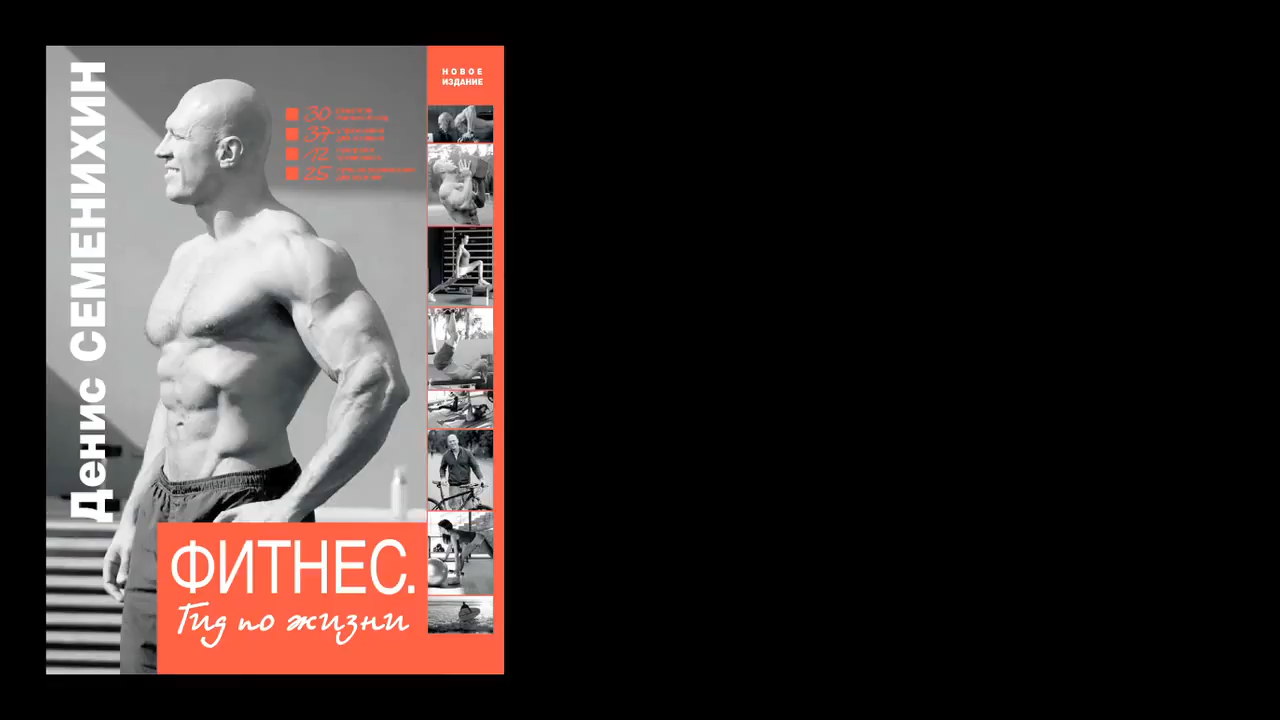 Денис СЕМЕНИХИН
НОВОЕ
ИЗДАНИЕ
30
37
12
25
ФИТНЕС.
Гид по жизни